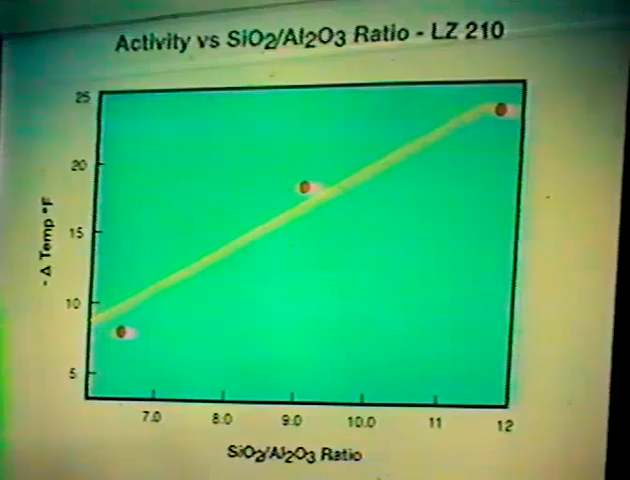 Activity vs SiO2/Al2O3 Ratio - LZ 210
25
20
15
10
5
- Δ Temp °F
7.0 8.0 9.0 10.0 11 12
SiO2/Al2O3 Ratio